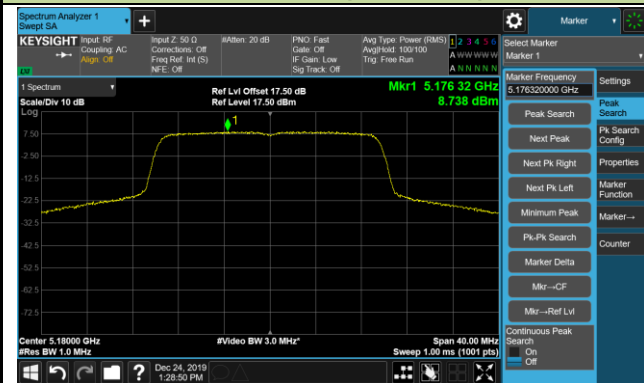 Spectrum Analyzer 1
Swept SA
Marker
KEYSIGHT
Input: RF
Coupling: AC
Align: Off
Input Z: 50 Ω
Corrections: Off
Freq Ref: Int (S)
NFE: Off
#Atten: 20 dB
PNO: Fast
Gate: Off
IF Gain: Low
Sig Track: Off
Avg Type: Power (RMS)
Avg|Hold: 100/100
Trig: Free Run
1 2 3 4 5 6
A W W W W W
A N N N N N
LW
Select Marker
Marker 1
1 Spectrum
Scale/Div 10 dB
Log
Ref Lvl Offset 17.50 dB
Ref Level 17.50 dBm
Mkr1 5.176 32 GHz
8.738 dBm
1
7.50
-2.50
-12.5
-22.5
-32.5
-42.5
-52.5
-62.5
-72.5
Center 5.18000 GHz
#Res BW 1.0 MHz
#Video BW 3.0 MHz*
Span 40.00 MHz
Sweep 1.00 ms (1001 pts)
Marker Frequency
5.176320000 GHz
Peak Search
Next Peak
Next Pk Right
Next Pk Left
Minimum Peak
Pk-Pk Search
Marker Delta
Mkr→CF
Mkr→Ref Lvl
Continuous Peak
Search
On
Off
Settings
Peak
Search
Pk Search
Config
Properties
Marker
Function
Marker→
Counter
?
Dec 24, 2019
1:28:50 PM